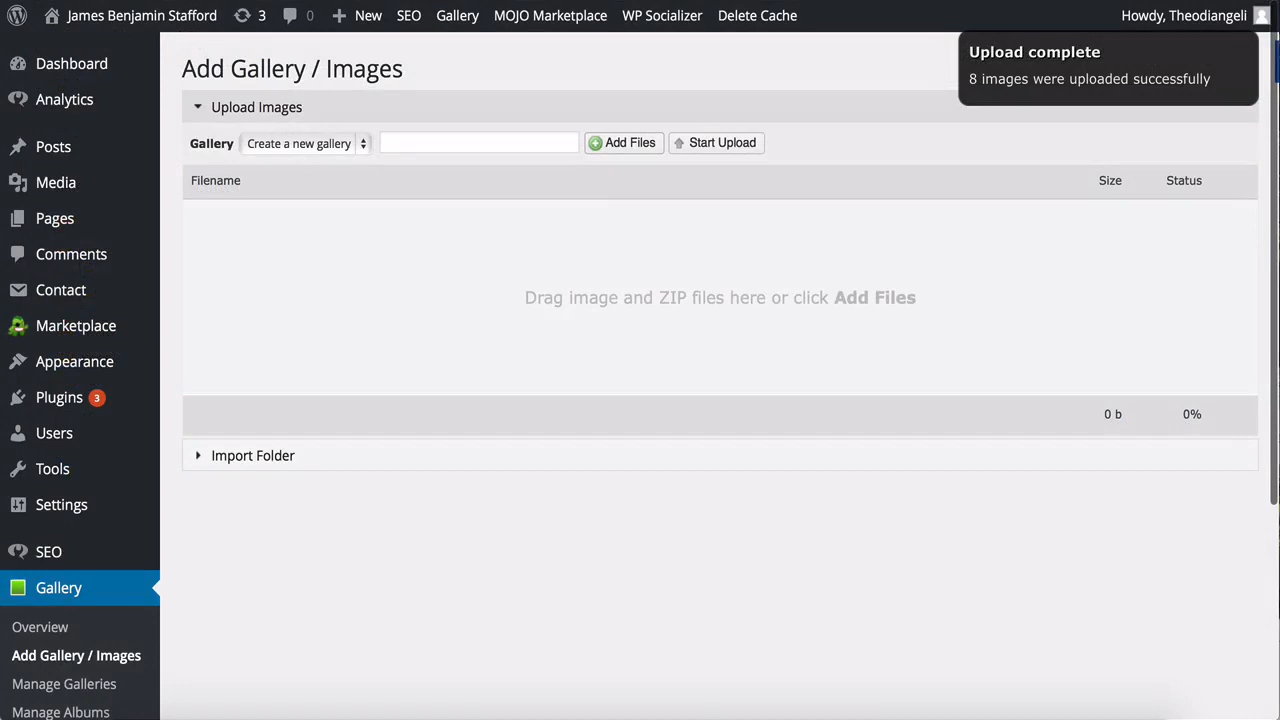 James Benjamin Stafford 3 0 New SEO Gallery MOJO Marketplace WP Socializer Delete Cache Howdy, Theodiangeli
Upload complete
8 images were uploaded successfully
Dashboard
Analytics
Posts
Media
Pages
Comments
Contact
Marketplace
Appearance
Plugins 3
Users
Tools
Settings
SEO
Gallery
Overview
Add Gallery / Images
Manage Galleries
Manage Albums
Add Gallery / Images
Upload Images
Gallery Create a new gallery Add Files Start Upload
Filename Size Status
Drag image and ZIP files here or click Add Files
0 b 0%
Import Folder